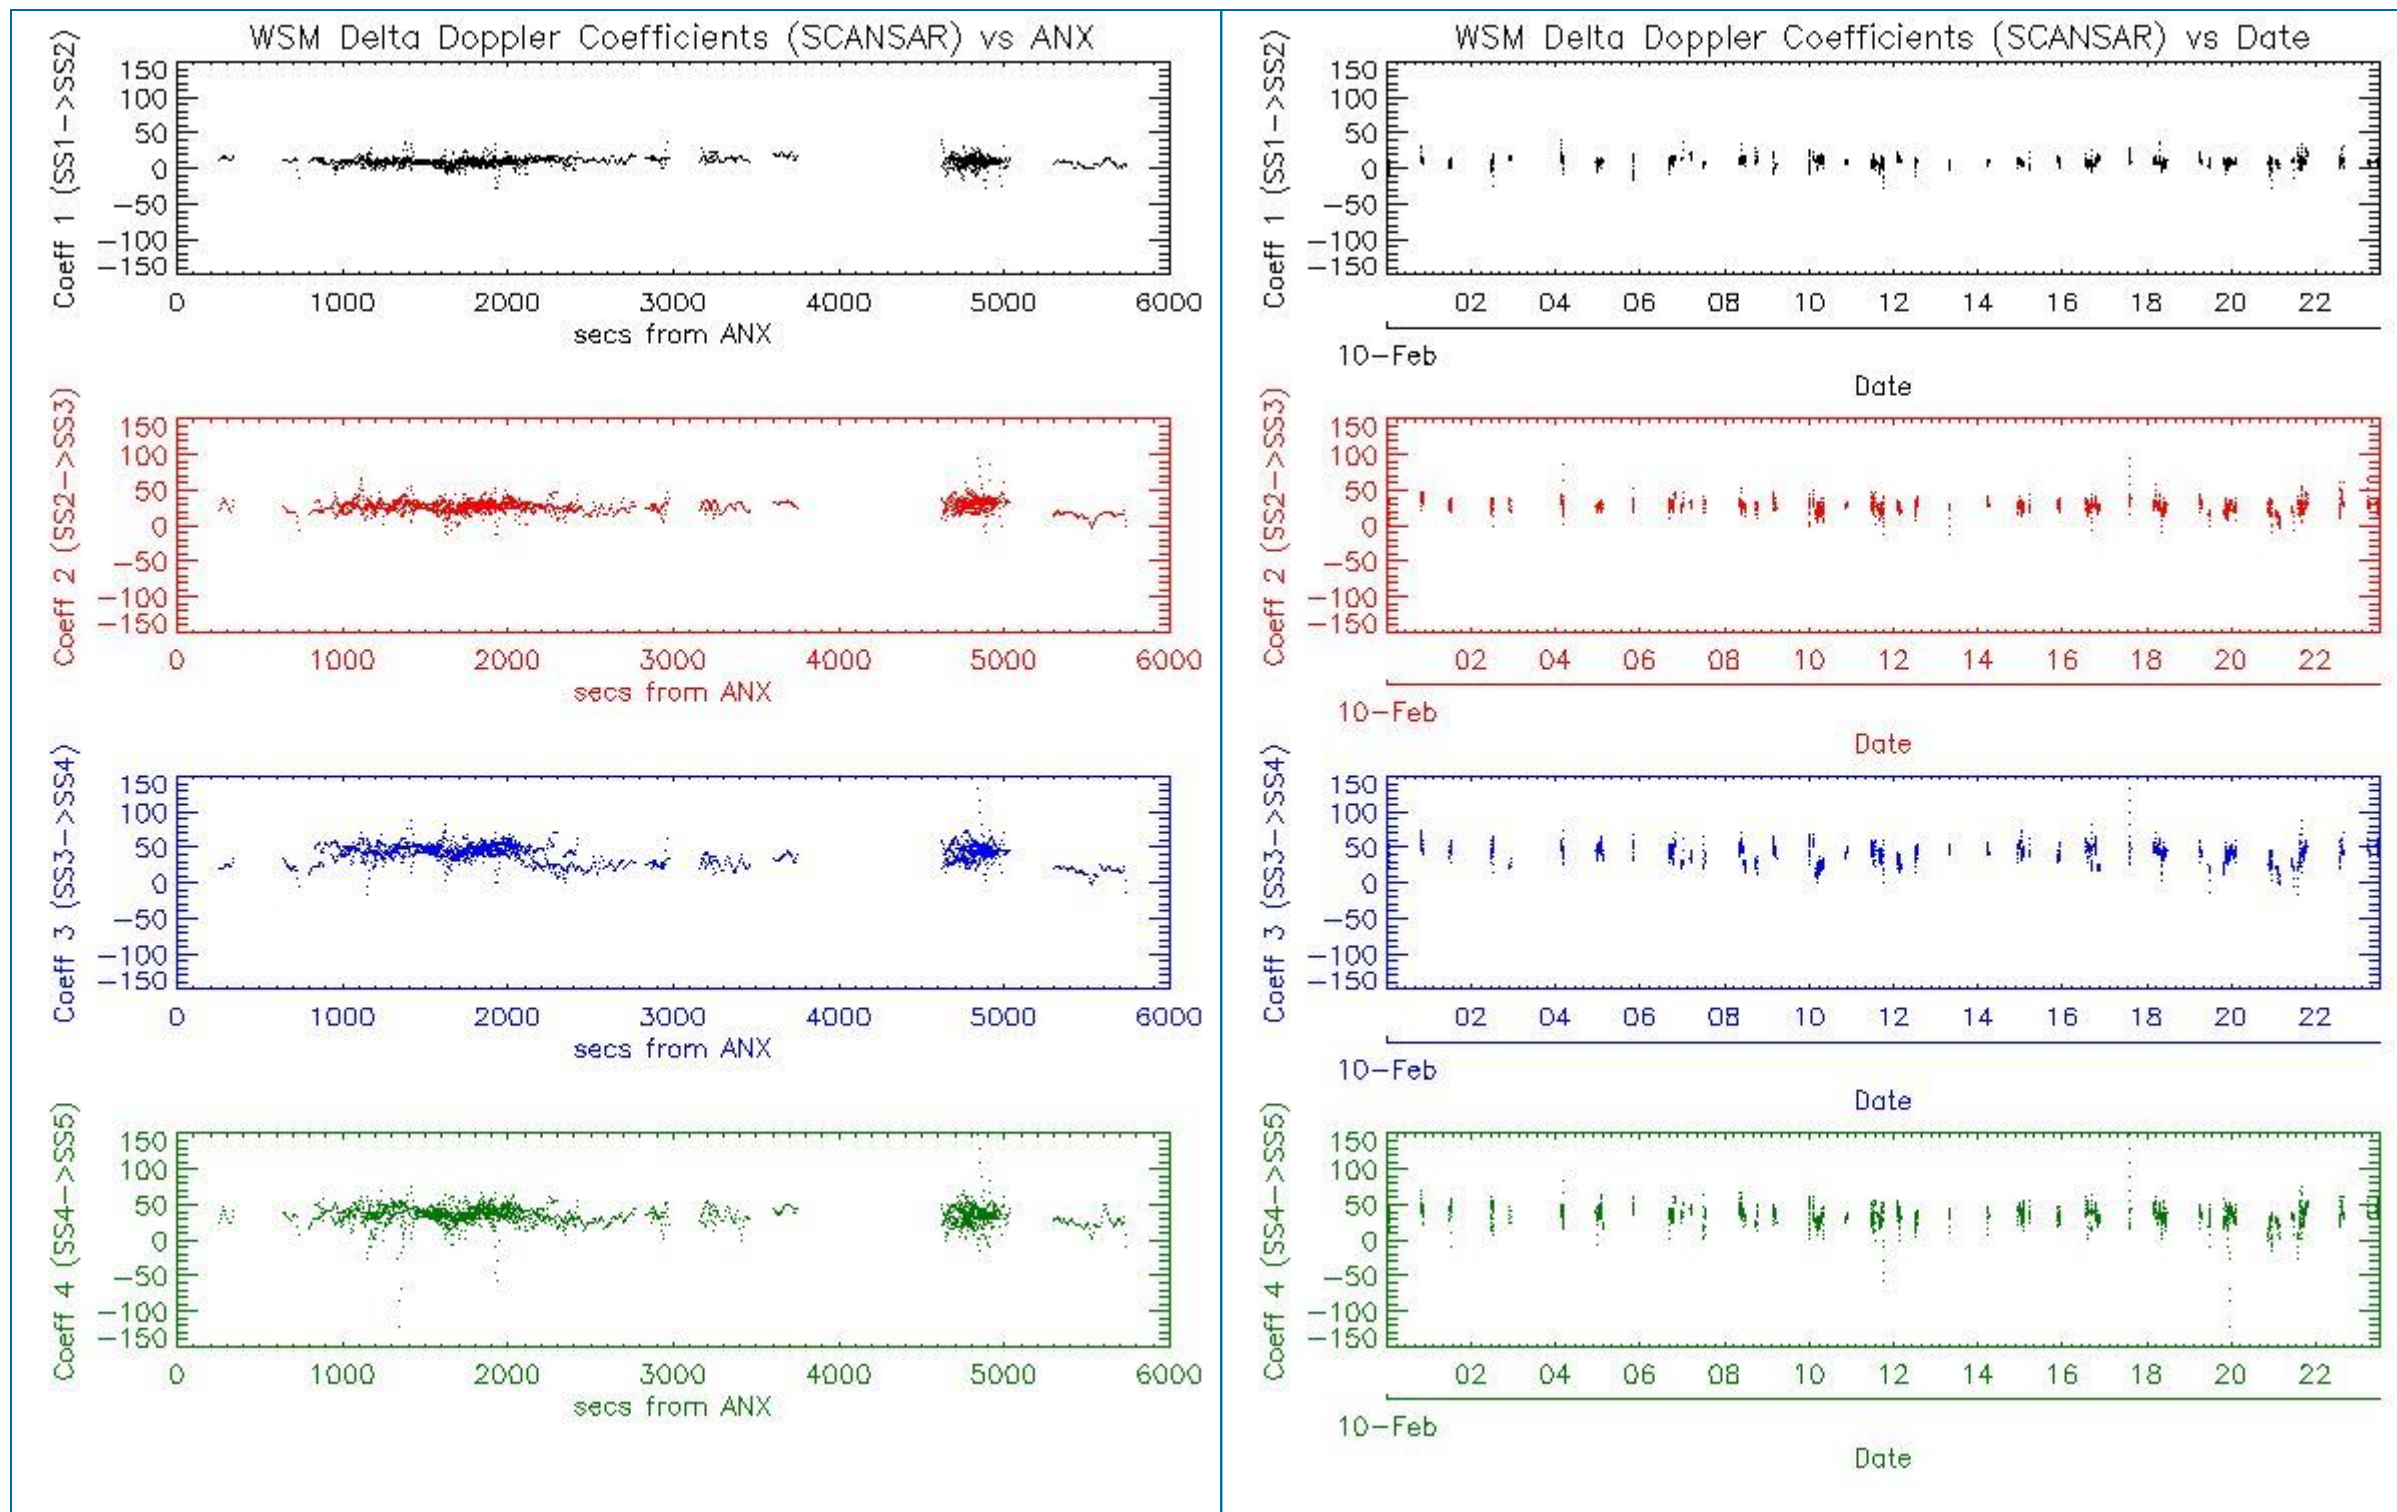 WSM Delta Doppler Coefficients (SCANSAR) vs ANX
Coeff 1 (SS1->SS2)
150
100
50
0
-50
-100
-150
0 1000 2000 3000 4000 5000 6000
secs from ANX
Coeff 2 (SS2->SS3)
150
100
50
0
-50
-100
-150
0 1000 2000 3000 4000 5000 6000
secs from ANX
Coeff 3 (SS3->SS4)
150
100
50
0
-50
-100
-150
0 1000 2000 3000 4000 5000 6000
secs from ANX
Coeff 4 (SS4->SS5)
150
100
50
0
-50
-100
-150
0 1000 2000 3000 4000 5000 6000
secs from ANX
WSM Delta Doppler Coefficients (SCANSAR) vs Date
Coeff 1 (SS1->SS2)
150
100
50
0
-50
-100
-150
02 04 06 08 10 12 14 16 18 20 22
10-Feb
Date
Coeff 2 (SS2->SS3)
150
100
50
0
-50
-100
-150
02 04 06 08 10 12 14 16 18 20 22
10-Feb
Date
Coeff 3 (SS3->SS4)
150
100
50
0
-50
-100
-150
02 04 06 08 10 12 14 16 18 20 22
10-Feb
Date
Coeff 4 (SS4->SS5)
150
100
50
0
-50
-100
-150
02 04 06 08 10 12 14 16 18 20 22
10-Feb
Date